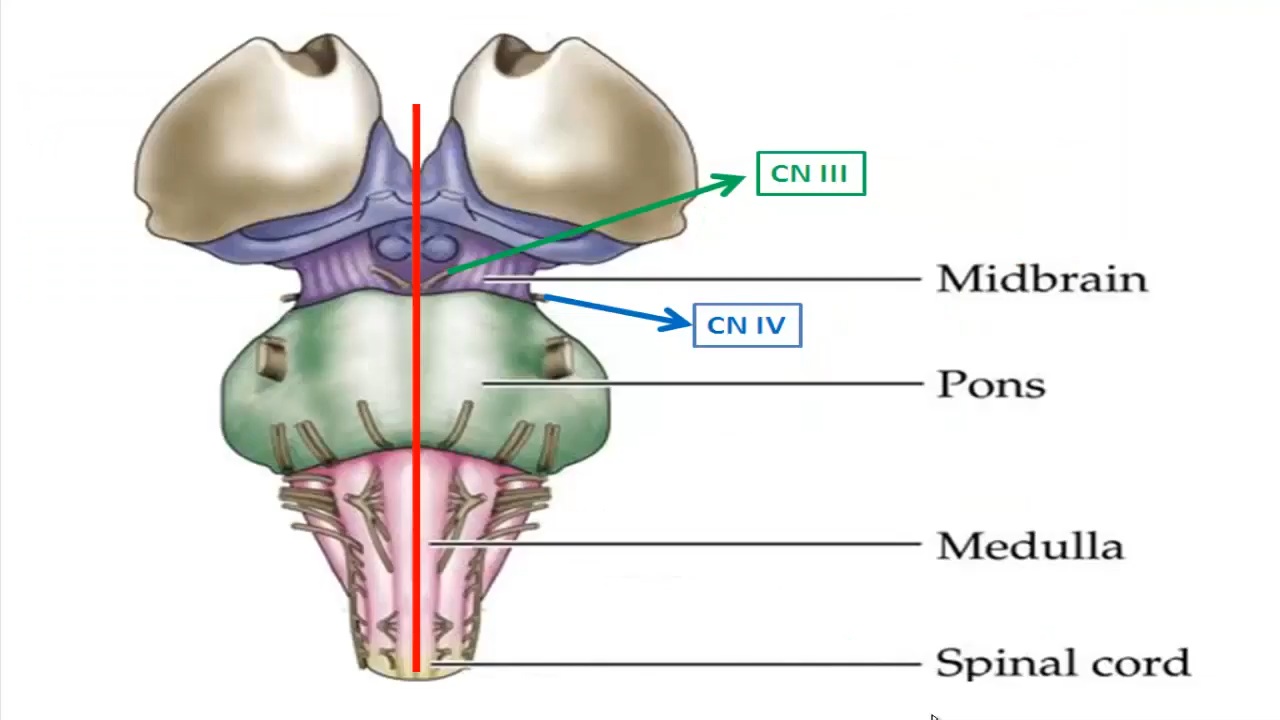 CN III
Midbrain
CN IV
Pons
Medulla
Spinal cord